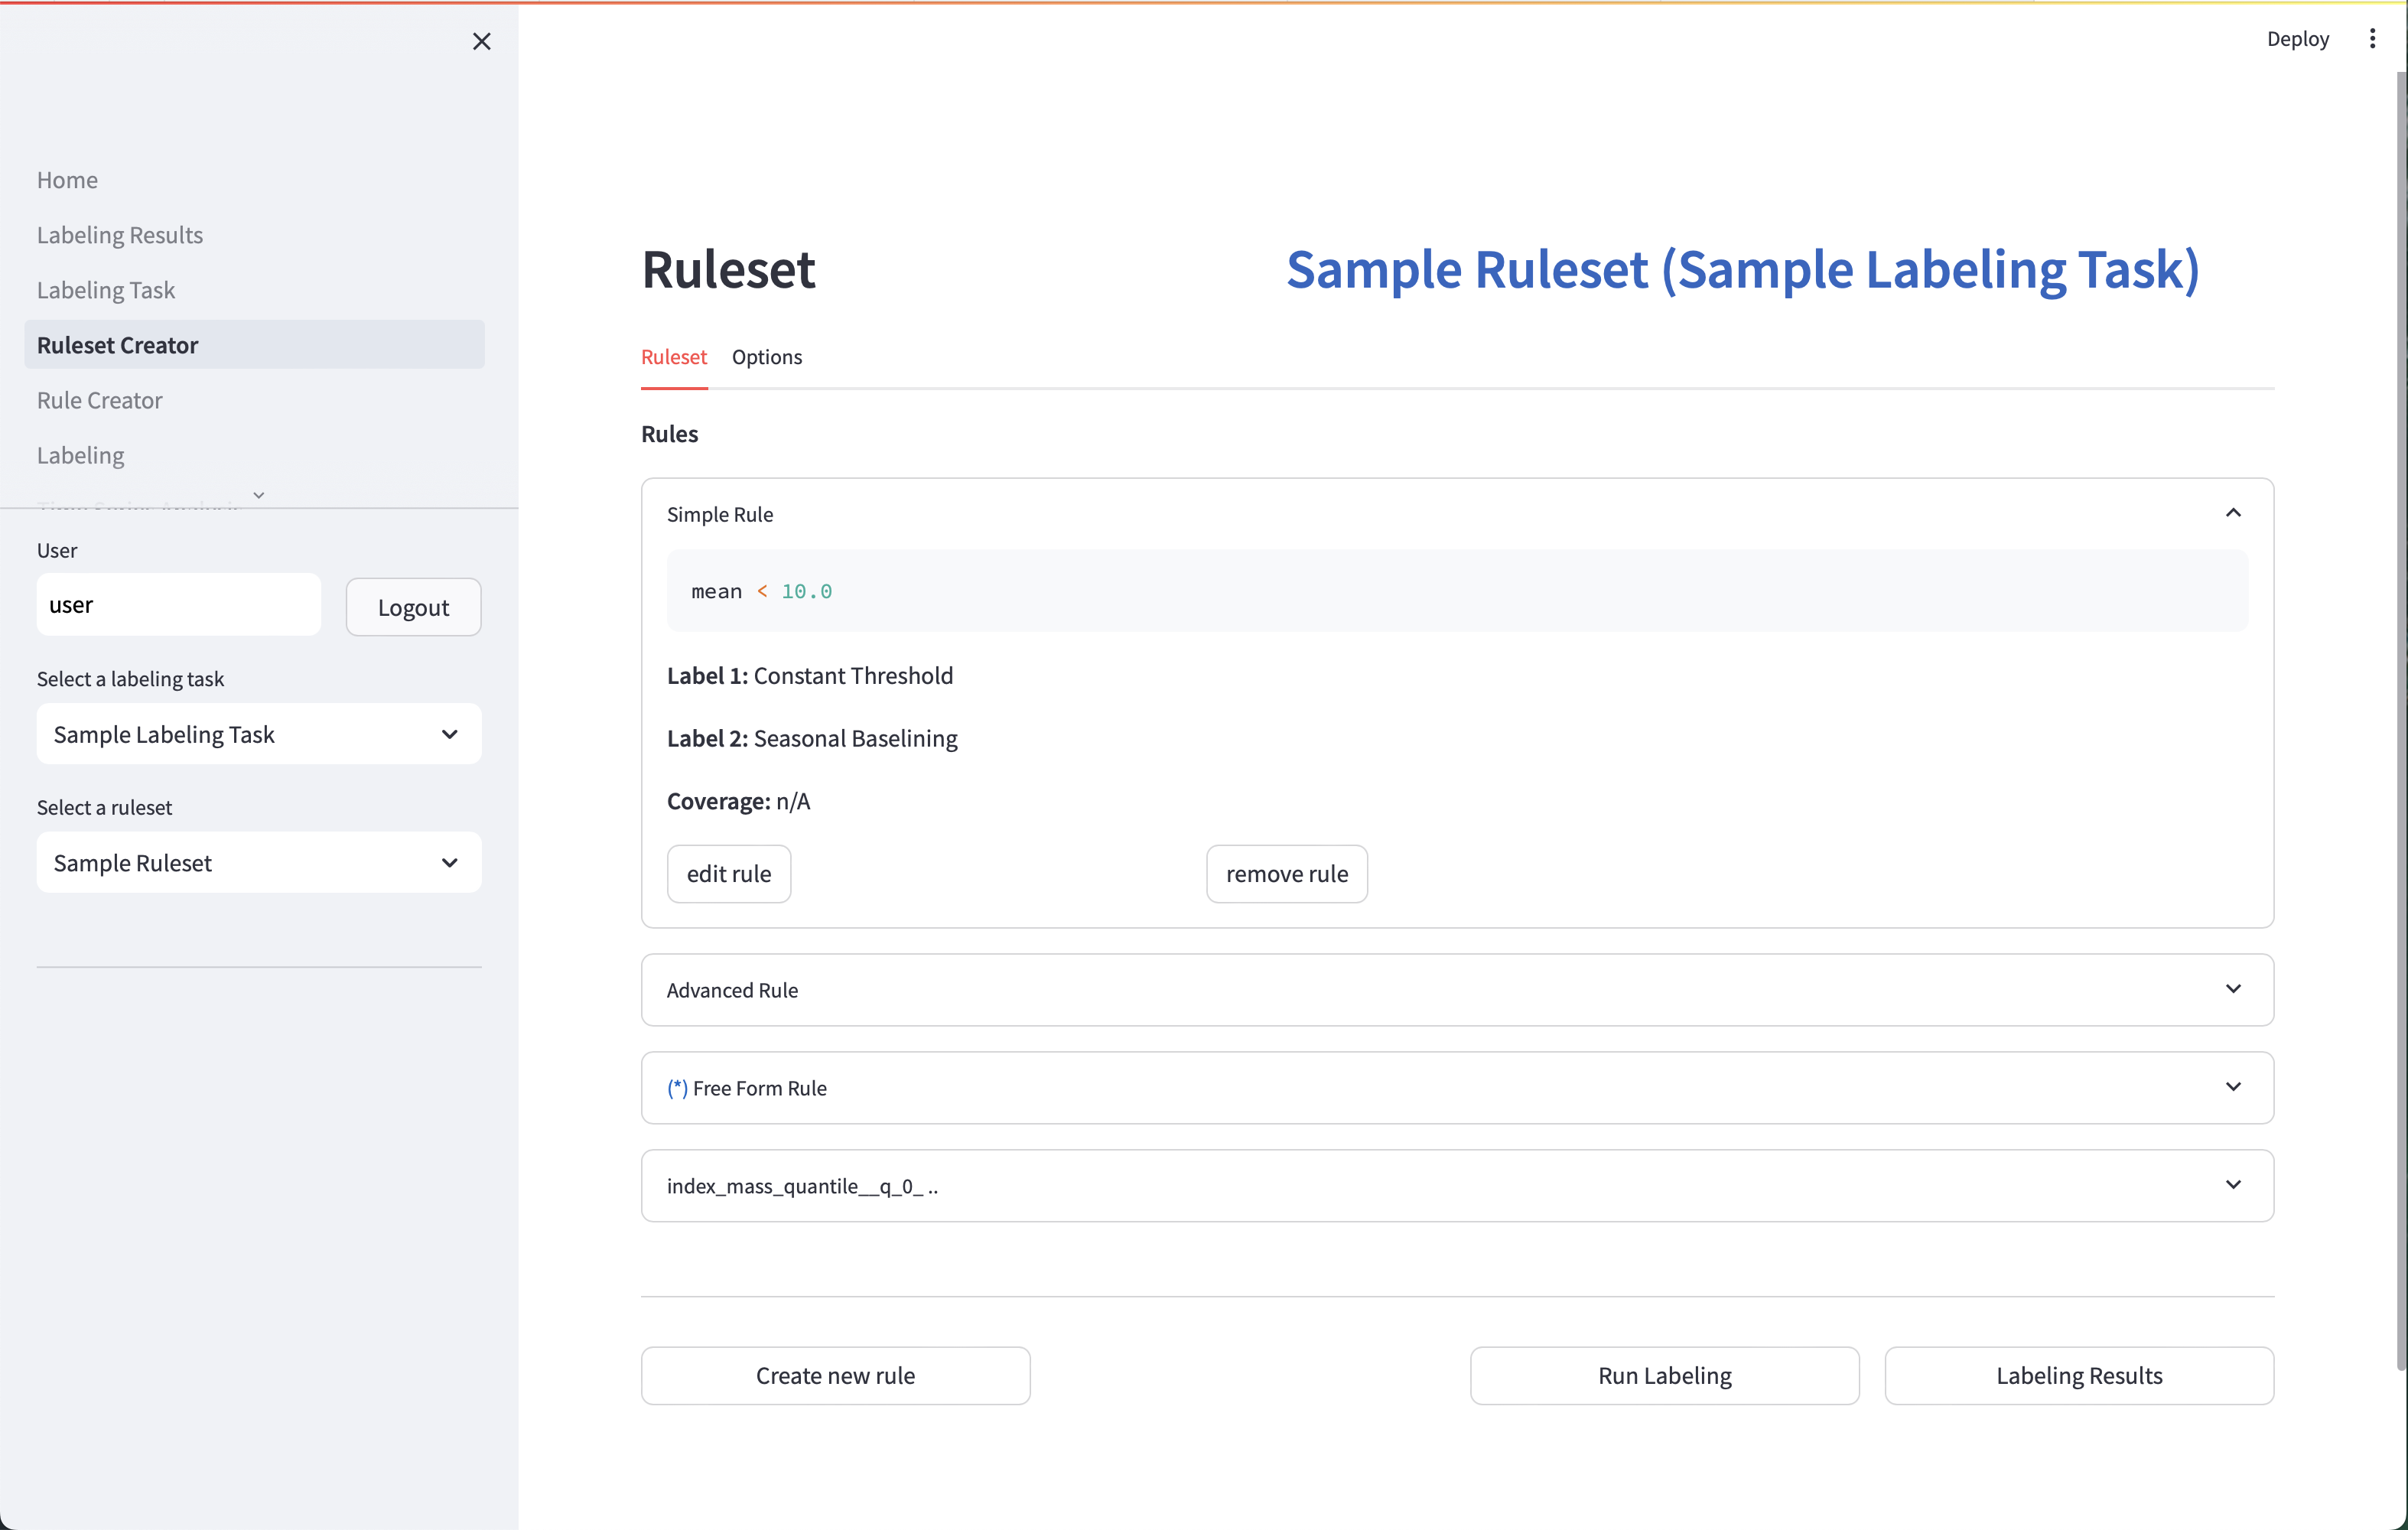 Deploy
Home
Labeling Results
Labeling Task
Ruleset Creator
Rule Creator
Labeling
User
user
Logout
Select a labeling task
Sample Labeling Task
Select a ruleset
Sample Ruleset
Ruleset
Sample Ruleset (Sample Labeling Task)
Ruleset Options
Rules
Simple Rule
mean < 10.0
Label 1: Constant Threshold
Label 2: Seasonal Baselining
Coverage: n/A
edit rule
remove rule
Advanced Rule
(*) Free Form Rule
index_mass_quantile__q_0_ ..
Create new rule
Run Labeling
Labeling Results